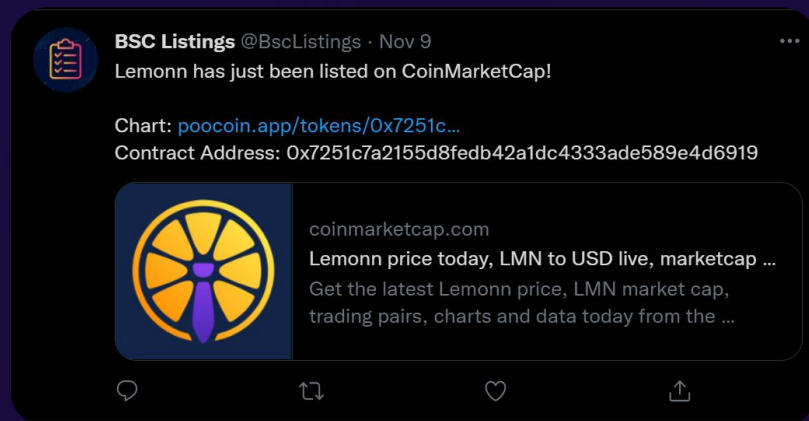 BSC Listings @BscListings · Nov 9
Lemonn has just been listed on CoinMarketCap!
Chart: poocoin.app/tokens/0x7251c...
Contract Address: 0x7251c7a2155d8fedb42a1dc4333ade589e4d6919
coinmarketcap.com
Lemonn price today, LMN to USD live, marketcap ...
Get the latest Lemonn price, LMN market cap,
trading pairs, charts and data today from the ...